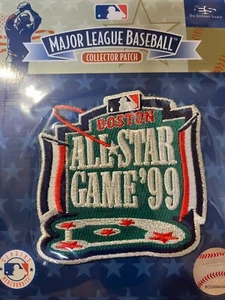 MAJOR LEAGUE BASEBALL
COLLECTOR PATCH
BOSTON
ALL-STAR
GAME '99